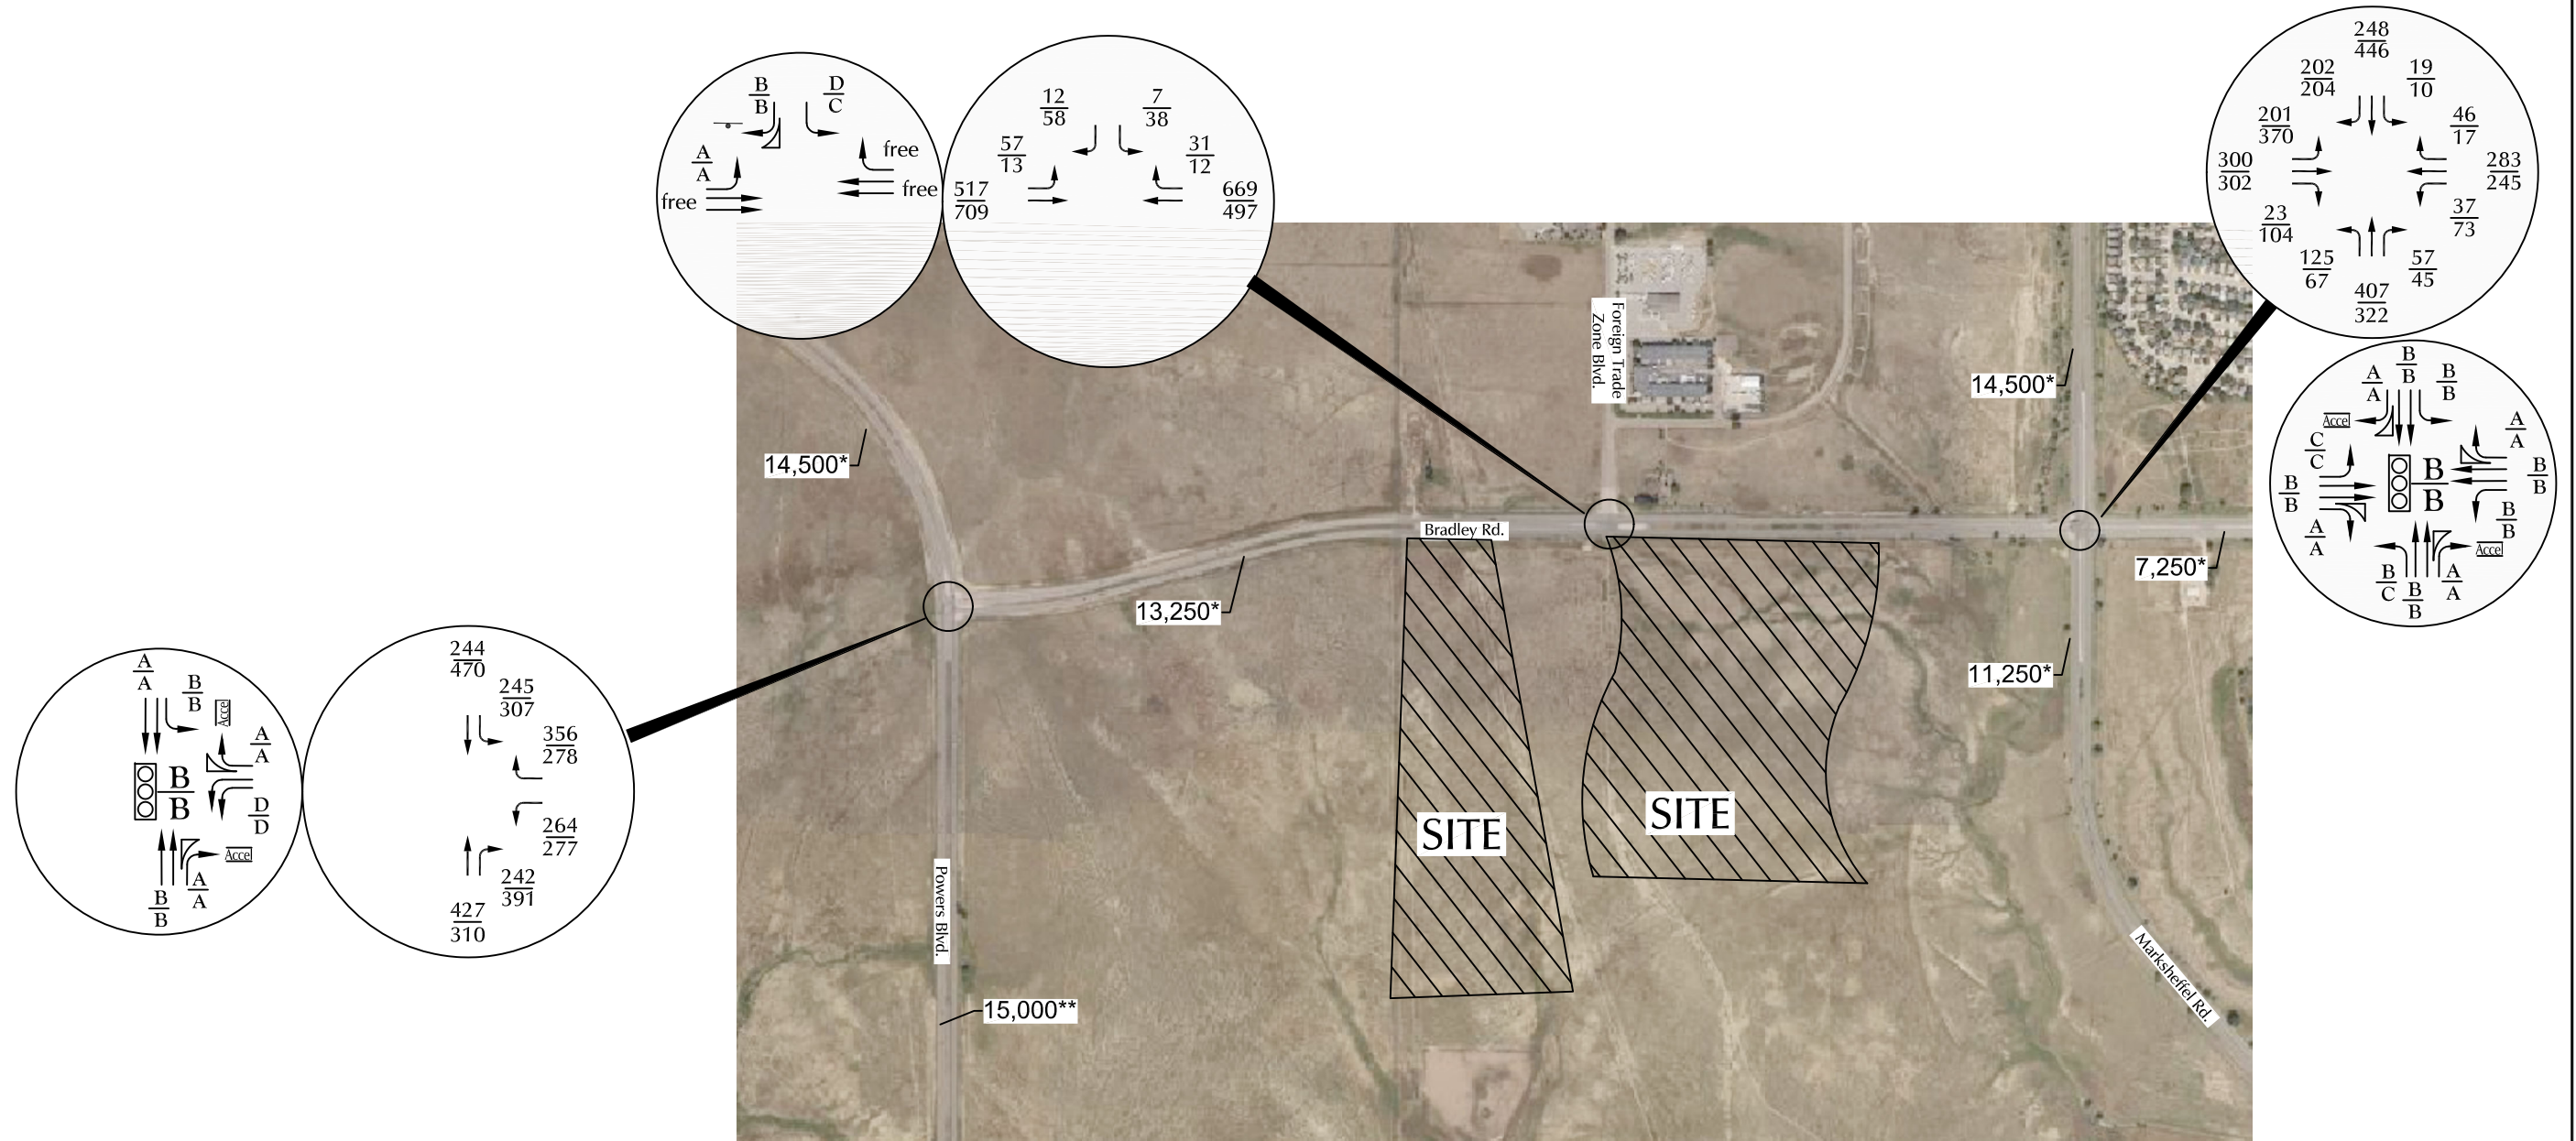 B
B
D
C
A
A
free
free
free
12
58
7
38
57
13
31
12
517
709
669
497
248
446
202
204
19
10
201
370
46
17
300
302
283
245
23
104
37
73
125
67
57
45
407
322
B
B
A
A
B
B
Accel
C
C
A
A
B
B
B
B
B
B
A
A
B
B
Accel
B
C
B
B
A
A
Foreign Trade
Zone Blvd.
14,500*
14,500*
Bradley Rd.
13,250*
7,250*
11,250*
A
A
B
B
Accel
A
A
B
B
D
D
Accel
A
A
B
B
244
470
245
307
356
278
264
277
242
391
427
310
SITE
SITE
Powers Blvd.
Marksheffel Rd.
15,000**